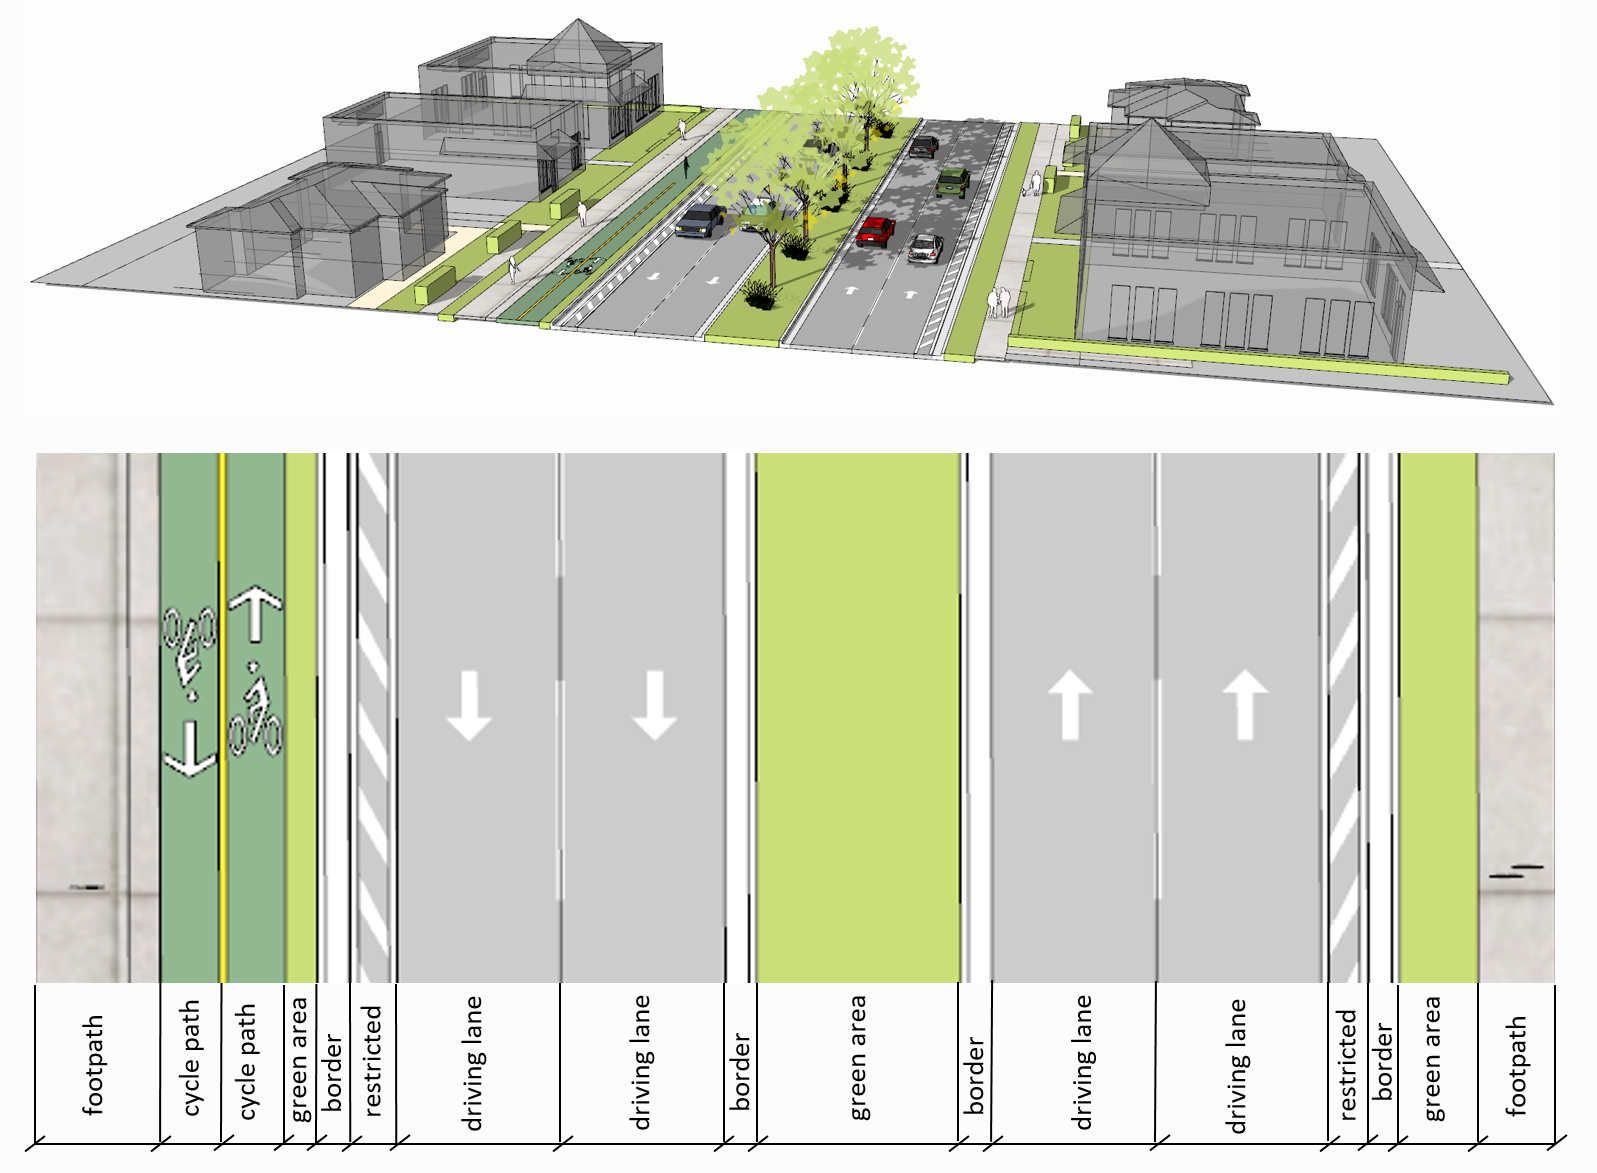 footpath
cycle path
cycle path
green area
border
restricted
driving lane
driving lane
border
green area
border
driving lane
driving lane
restricted
border
green area
footpath